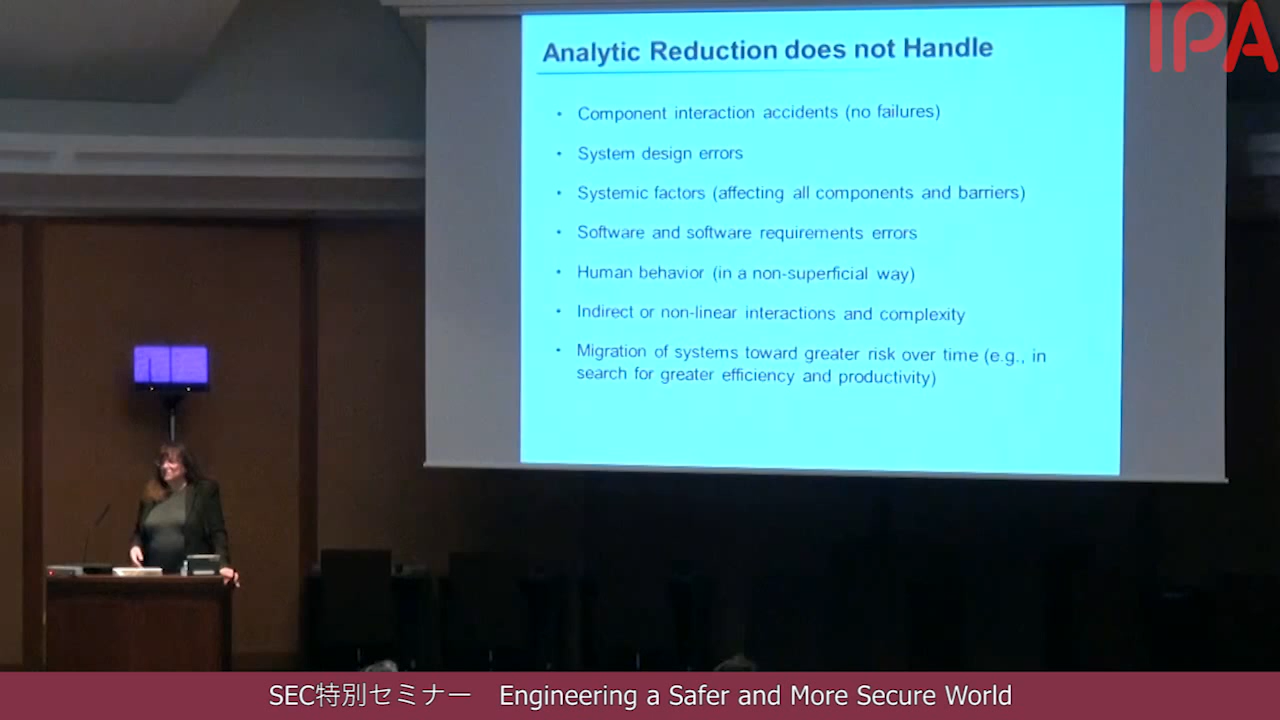 IPA
Analytic Reduction does not Handle
• Component interaction accidents (no failures)
• System design errors
• Systemic factors (affecting all components and barriers)
• Software and software requirements errors
• Human behavior (in a non-superficial way)
• Indirect or non-linear interactions and complexity
• Migration of systems toward greater risk over time (e.g., in
search for greater efficiency and productivity)
SEC特別セミナー Engineering a Safer and More Secure World